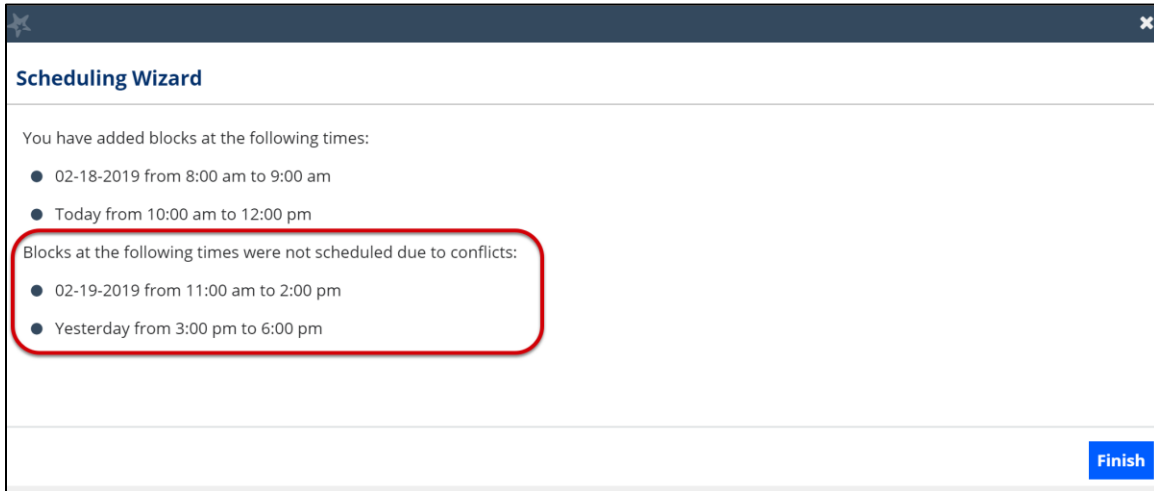 Scheduling Wizard
You have added blocks at the following times:
02-18-2019 from 8:00 am to 9:00 am
Today from 10:00 am to 12:00 pm
Blocks at the following times were not scheduled due to conflicts:
02-19-2019 from 11:00 am to 2:00 pm
Yesterday from 3:00 pm to 6:00 pm
Finish